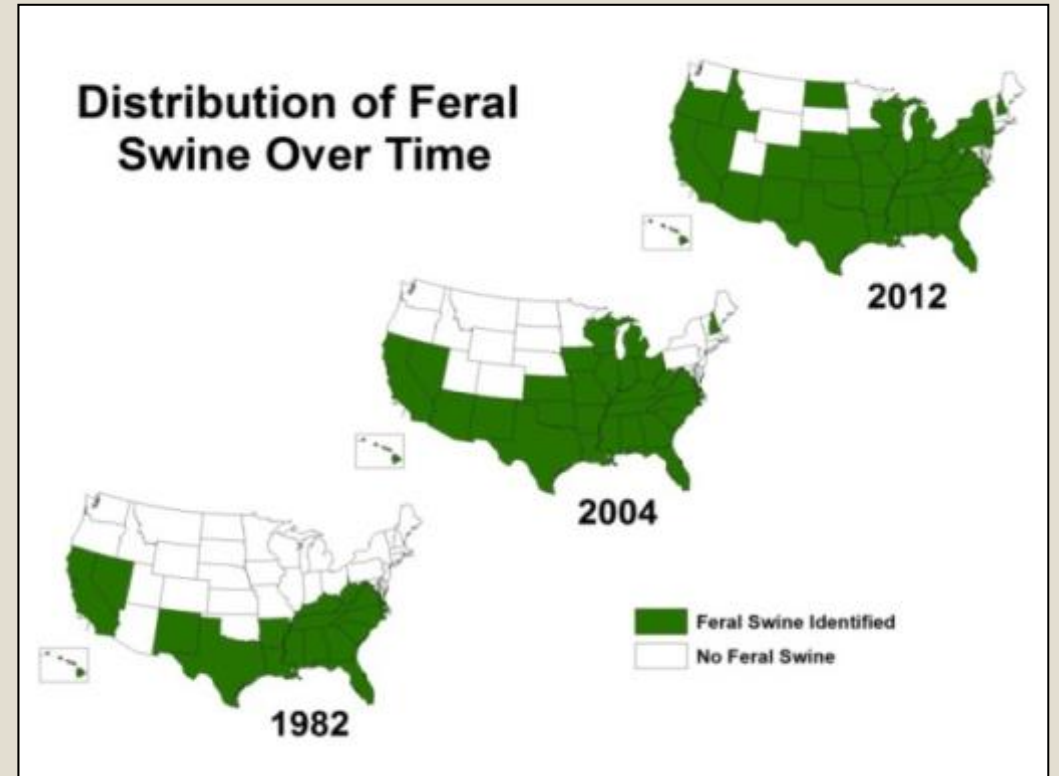 Distribution of Feral
Swine Over Time
2012
2004
1982
Feral Swine Identified
No Feral Swine